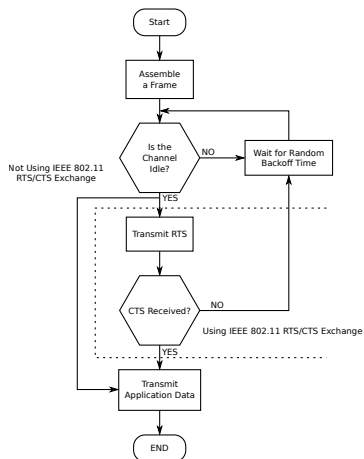 Start
Assemble
a Frame
Is the
Channel
Idle?
NO
Wait for Random
Backoff Time
Not Using IEEE 802.11
RTS/CTS Exchange
YES
Transmit RTS
CTS Received?
NO
Using IEEE 802.11 RTS/CTS Exchange
YES
Transmit
Application Data
END